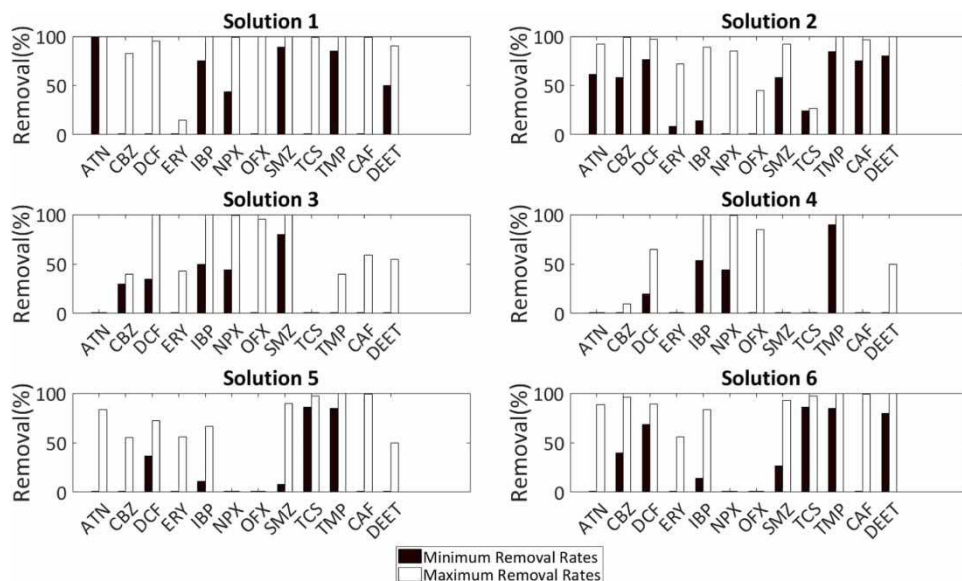 Solution 1
Removal(%)
100
50
0
ATN CBZ DCF ERY IBP NPX OFX SMZ TCS TMP CAF DEET
Solution 2
Removal(%)
100
50
0
ATN CBZ DCF ERY IBP NPX OFX SMZ TCS TMP CAF DEET
Solution 3
Removal(%)
100
50
0
ATN CBZ DCF ERY IBP NPX OFX SMZ TCS TMP CAF DEET
Solution 4
Removal(%)
100
50
0
ATN CBZ DCF ERY IBP NPX OFX SMZ TCS TMP CAF DEET
Solution 5
Removal(%)
100
50
0
ATN CBZ DCF ERY IBP NPX OFX SMZ TCS TMP CAF DEET
Solution 6
Removal(%)
100
50
0
ATN CBZ DCF ERY IBP NPX OFX SMZ TCS TMP CAF DEET
Minimum Removal Rates
Maximum Removal Rates